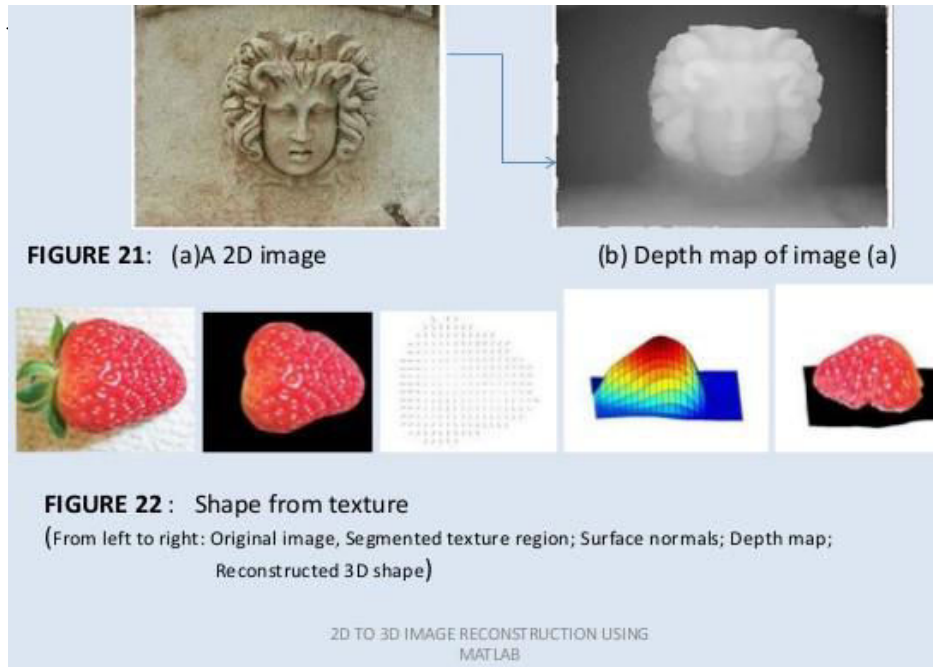 FIGURE 21: (a)A 2D image
(b) Depth map of image (a)
FIGURE 22 : Shape from texture
(From left to right: Original image, Segmented texture region; Surface normals; Depth map;
Reconstructed 3D shape)
2D TO 3D IMAGE RECONSTRUCTION USING
MATLAB